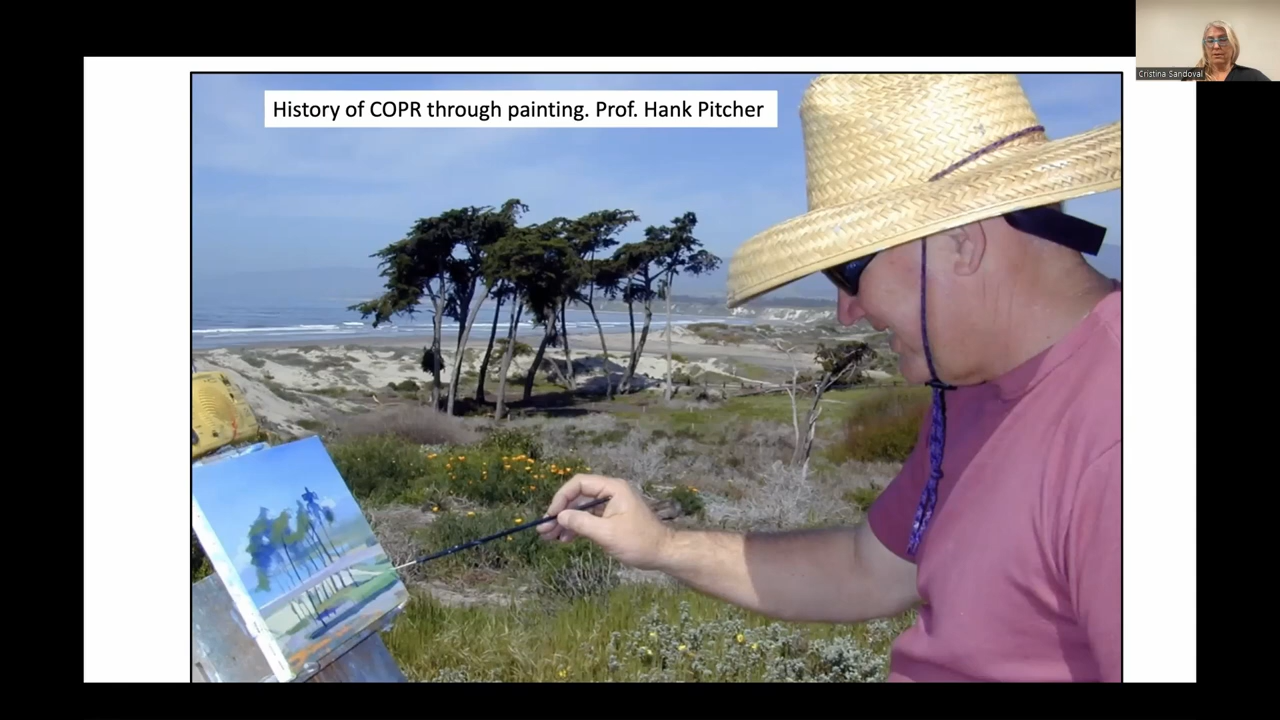 History of COPR through painting. Prof. Hank Pitcher
Cristina Sandoval